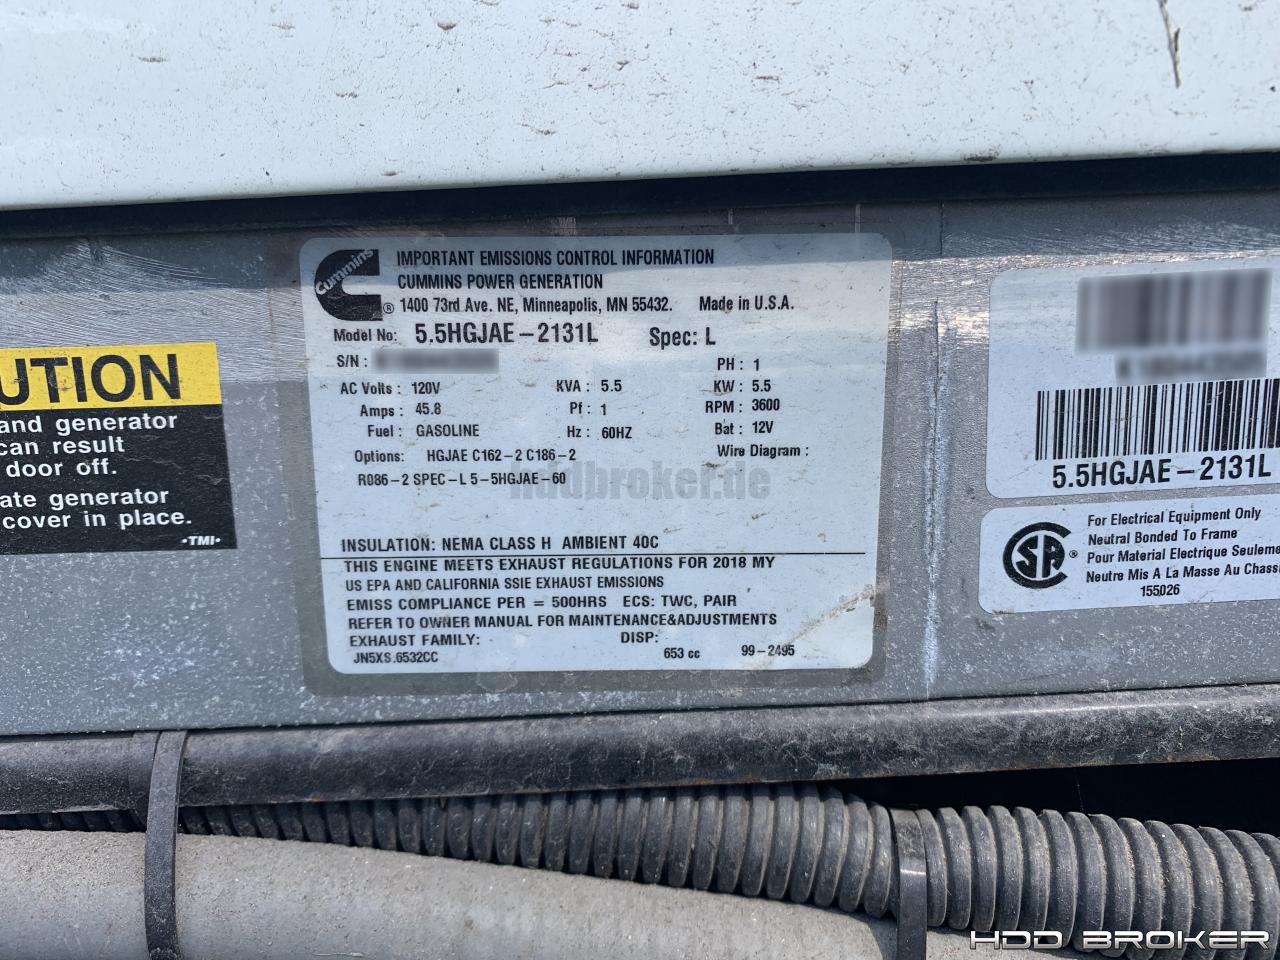 Cummins
IMPORTANT EMISSIONS CONTROL INFORMATION
CUMMINS POWER GENERATION
® 1400 73rd Ave. NE, Minneapolis, MN 55432. Made in U.S.A.
Model No: 5.5HGJAE-2131L Spec: L
S/N :
PH : 1
AC Volts : 120V KVA : 5.5 KW : 5.5
Amps : 45.8 Pf : 1 RPM : 3600
Fuel : GASOLINE Hz : 60HZ Bat : 12V
Options: HGJAE C162-2 C186-2 Wire Diagram :
R086-2 SPEC-L 5-5HGJAE-60
hddbroker.de
INSULATION: NEMA CLASS H AMBIENT 40C
THIS ENGINE MEETS EXHAUST REGULATIONS FOR 2018 MY
US EPA AND CALIFORNIA SSIE EXHAUST EMISSIONS
EMISS COMPLIANCE PER = 500HRS ECS: TWC, PAIR
REFER TO OWNER MANUAL FOR MAINTENANCE&ADJUSTMENTS
EXHAUST FAMILY: DISP:
JN5XS.6532CC 653 cc 99-2495
UTION
and generator
can result
door off.
ate generator
cover in place.
•TMI•
5.5HGJAE-2131L
SA ®
For Electrical Equipment Only
Neutral Bonded To Frame
Pour Material Electrique Seuleme
Neutre Mis A La Masse Au Chassi
155026
HDD BROKER